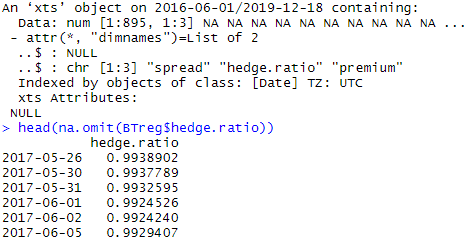 An ‘xts’ object on 2016-06-01/2019-12-18 containing:
  Data: num [1:895, 1:3] NA NA NA NA NA NA NA NA NA NA ...
 - attr(*, "dimnames")=List of 2
  ..$ : NULL
  ..$ : chr [1:3] "spread" "hedge.ratio" "premium"
  Indexed by objects of class: [Date] TZ: UTC
  xts Attributes:
 NULL
> head(na.omit(BTreg$hedge.ratio))
           hedge.ratio
2017-05-26   0.9938902
2017-05-30   0.9937789
2017-05-31   0.9932595
2017-06-01   0.9924526
2017-06-02   0.9924240
2017-06-05   0.9929407